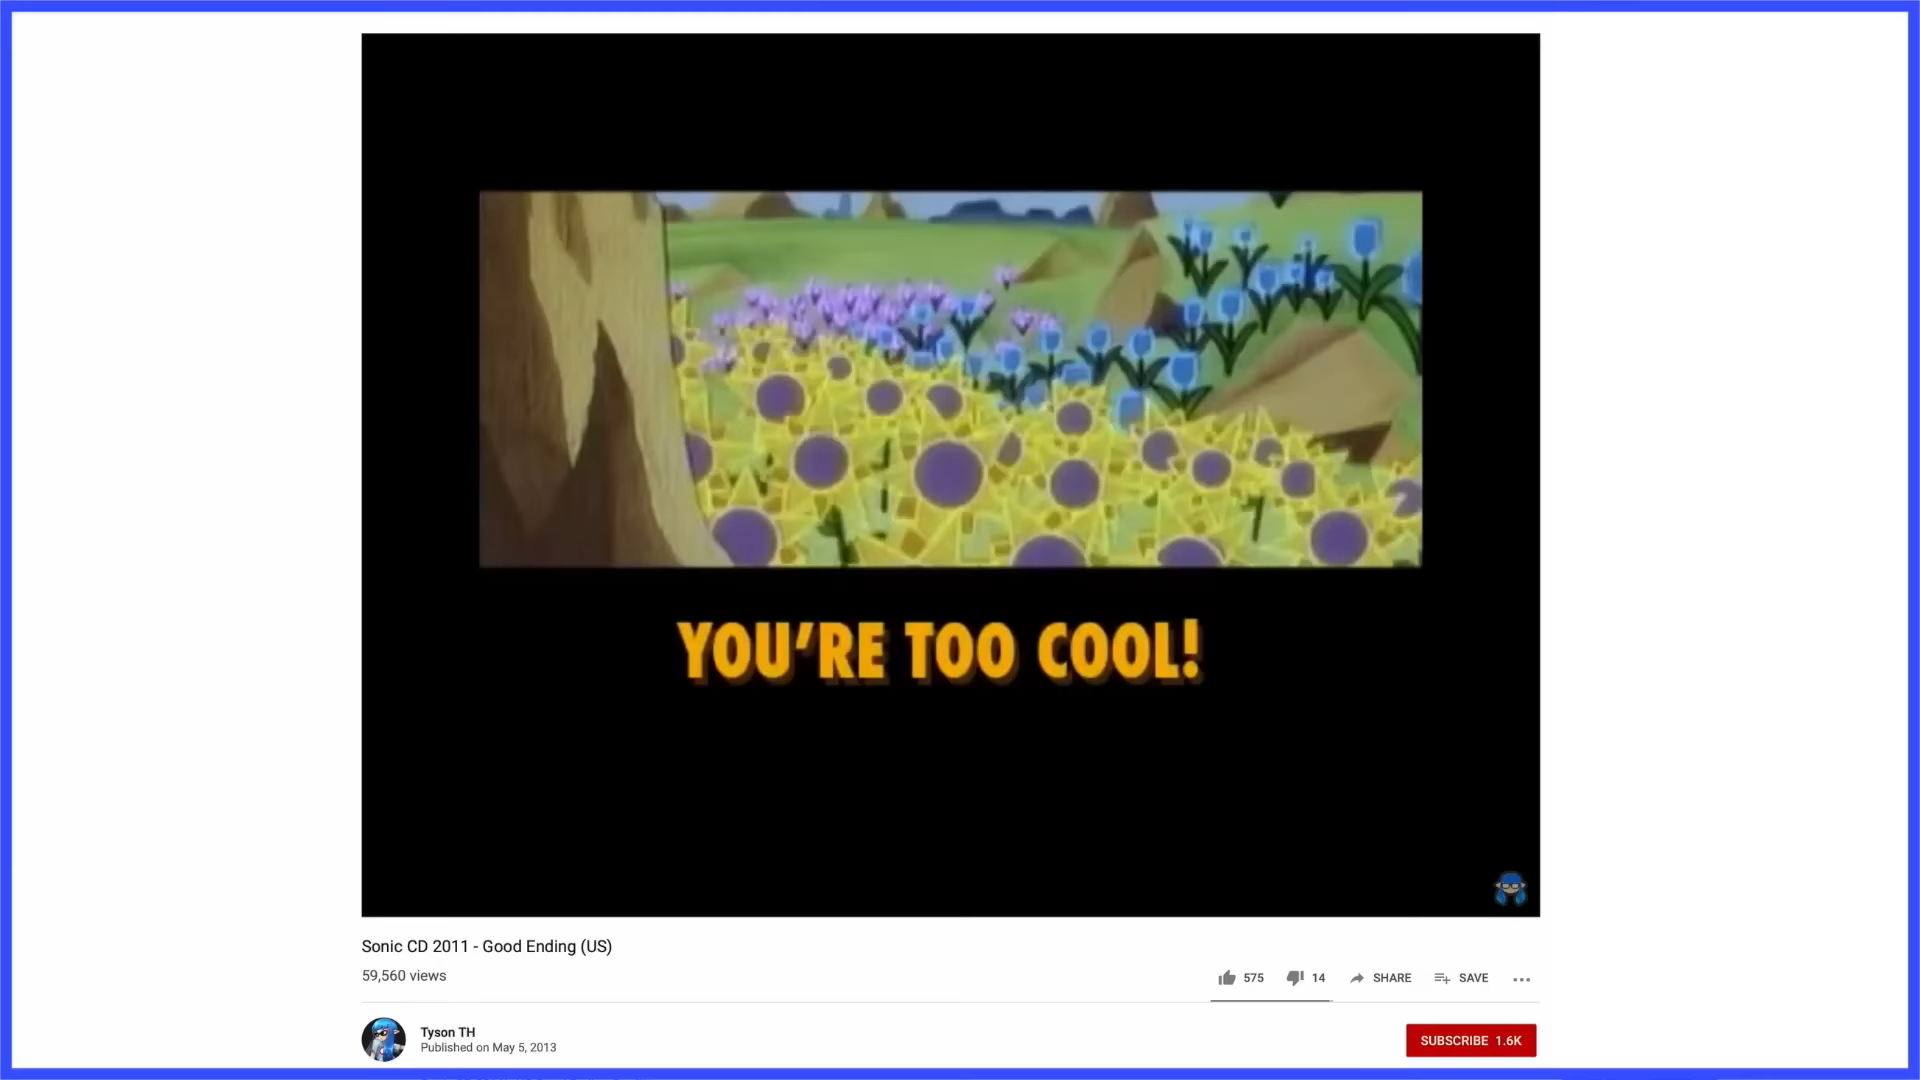 YOU'RE TOO COOL!
Sonic CD 2011 - Good Ending (US)
59,560 views
575 14 SHARE SAVE
Tyson TH
Published on May 5, 2013
SUBSCRIBE 1.6K